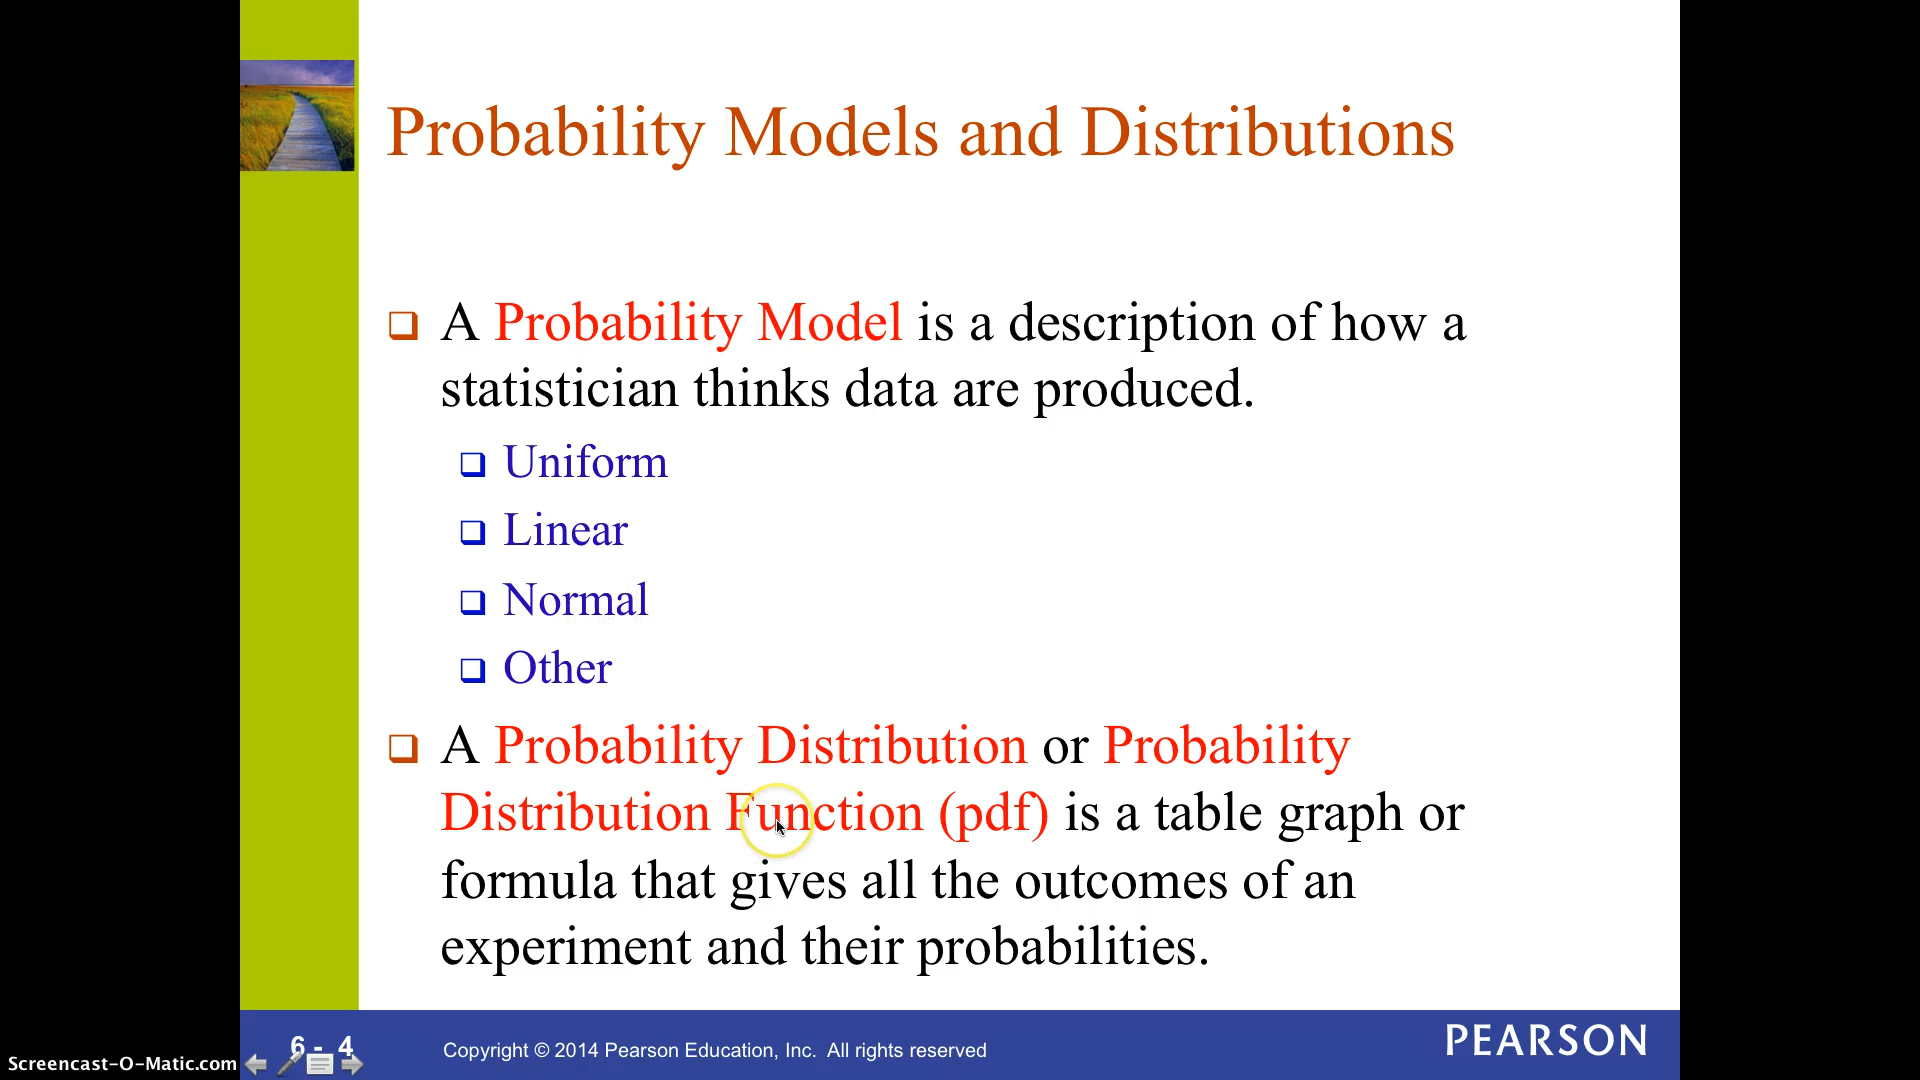 Probability Models and Distributions
A Probability Model is a description of how a
statistician thinks data are produced.
Uniform
Linear
Normal
Other
A Probability Distribution or Probability
Distribution Function (pdf) is a table graph or
formula that gives all the outcomes of an
experiment and their probabilities.
6 - 4
Copyright © 2014 Pearson Education, Inc. All rights reserved
PEARSON
Screencast-O-Matic.com